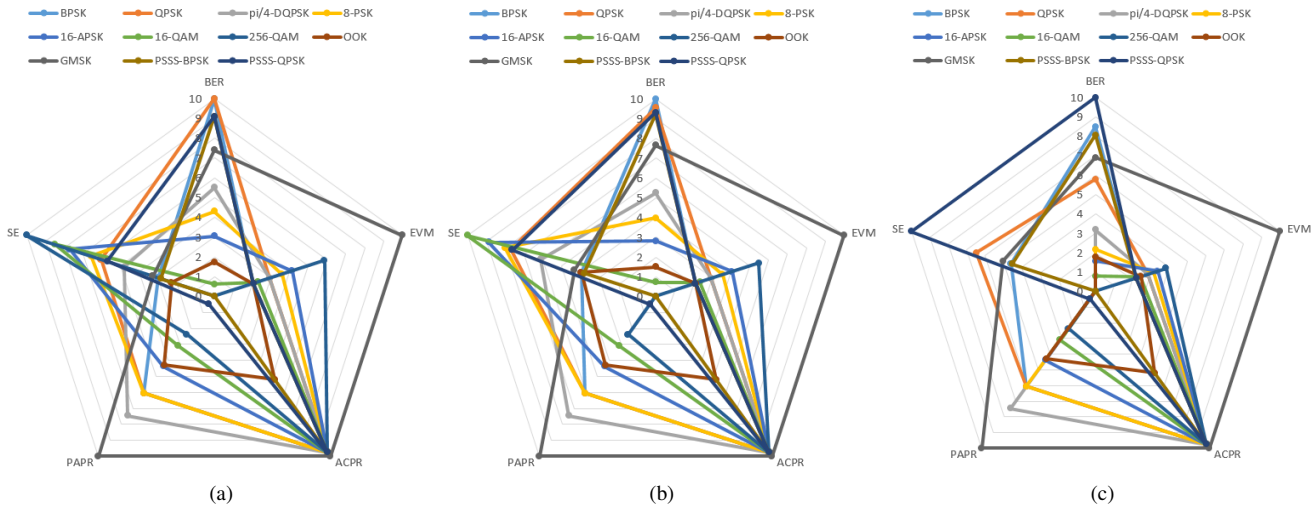 BPSK QPSK pi/4-DQPSK 8-PSK
16-APSK 16-QAM 256-QAM OOK
GMSK PSSS-BPSK PSSS-QPSK
BER
10
9
8
7
6
5
4
3
2
1
0
SE
EVM
PAPR
ACPR
(a)
BPSK QPSK pi/4-DQPSK 8-PSK
16-APSK 16-QAM 256-QAM OOK
GMSK PSSS-BPSK PSSS-QPSK
BER
10
9
8
7
6
5
4
3
2
1
0
SE
EVM
PAPR
ACPR
(b)
BPSK QPSK pi/4-DQPSK 8-PSK
16-APSK 16-QAM 256-QAM OOK
GMSK PSSS-BPSK PSSS-QPSK
BER
10
9
8
7
6
5
4
3
2
1
0
SE
EVM
PAPR
ACPR
(c)